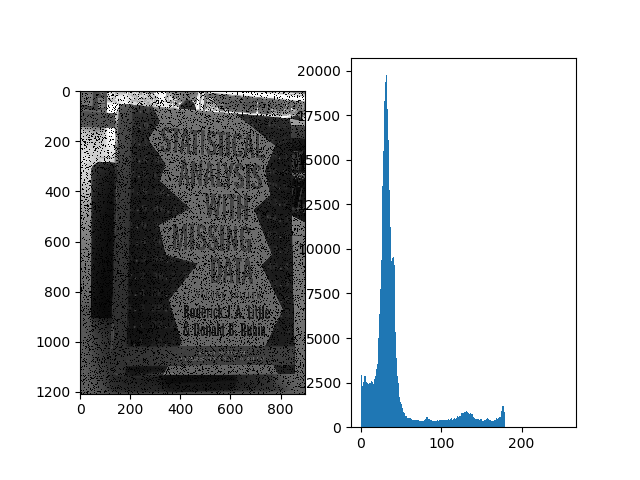 STATISTICAL
ANALYSIS
WITH
MISSING
DATA
Roderick J. A. Little
& Donald B. Rubin
0
200
400
600
800
1000
1200
0 200 400 600 800
20000
17500
15000
12500
10000
7500
5000
2500
0
0 100 200